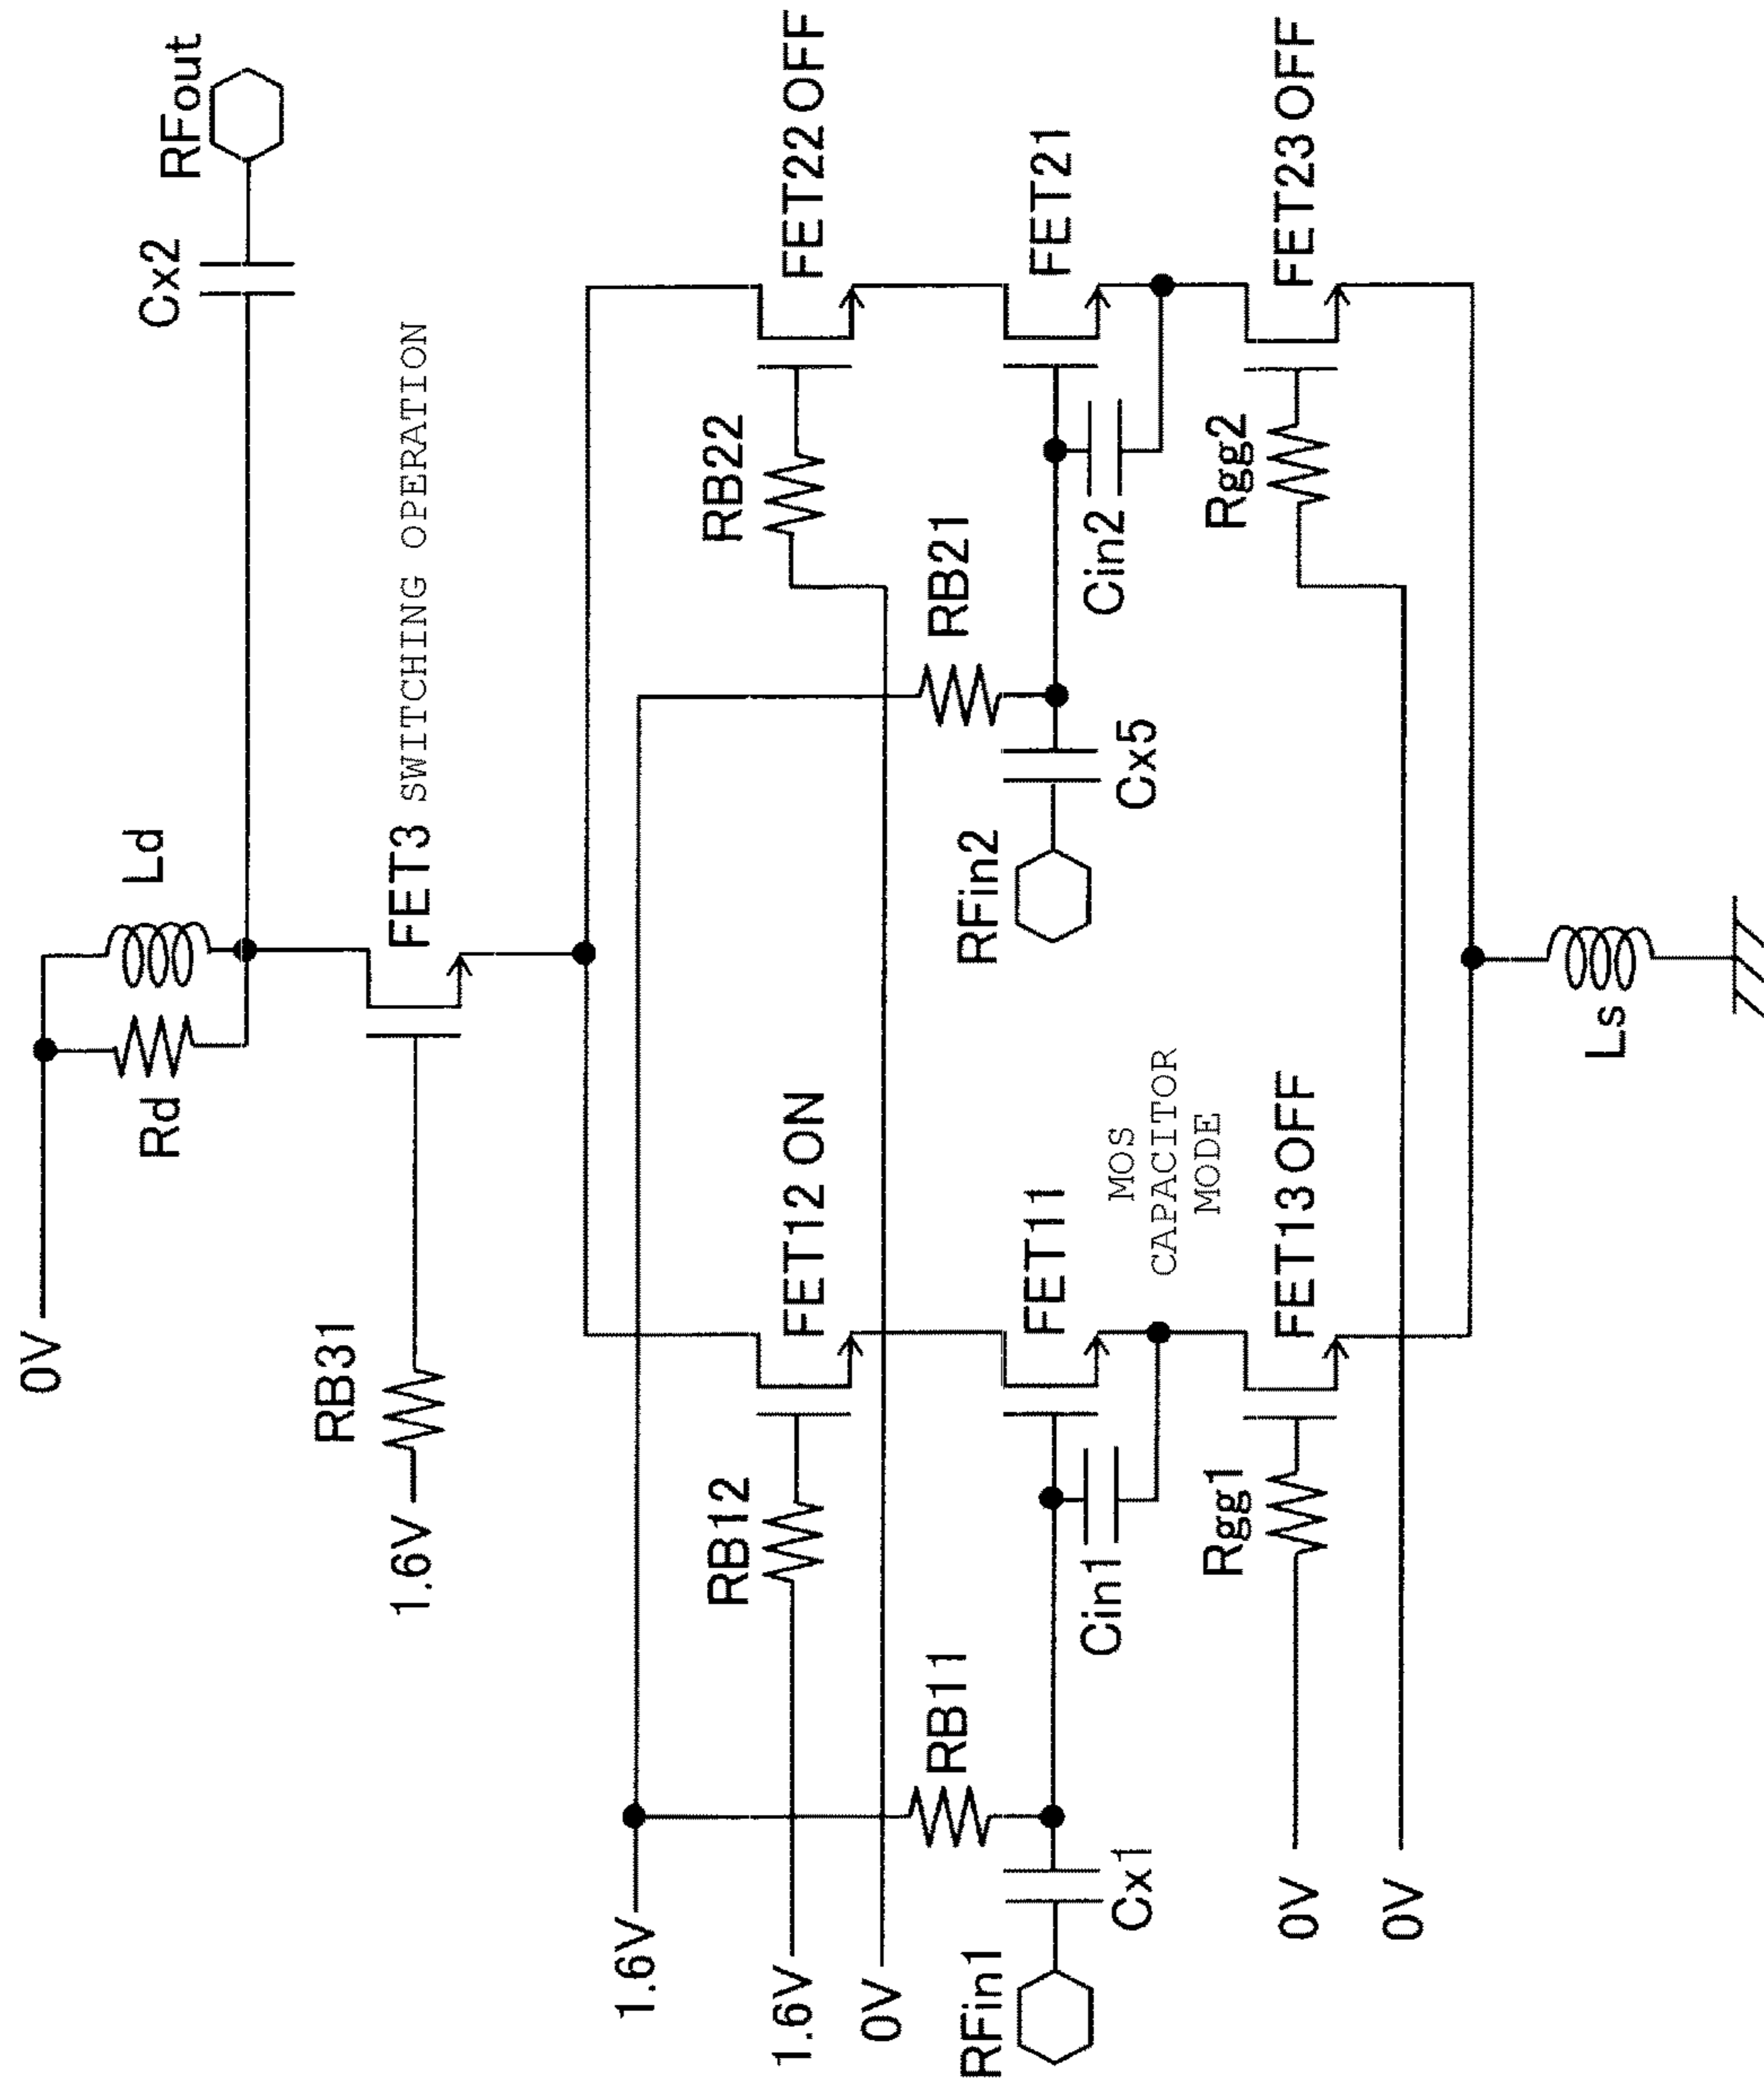 0V
Rd
Ld
Cx2
RFout
1.6V
RB31
FET3 SWITCHING OPERATION
1.6V
1.6V
0V
RB12
FET12 ON
RB22
FET22 OFF
RFin1
Cx1
RB11
Cin1
FET11
MOS
CAPACITOR
MODE
RFin2
Cx5
RB21
Cin2
FET21
0V
0V
Rgg1
FET13 OFF
Rgg2
FET23 OFF
Ls